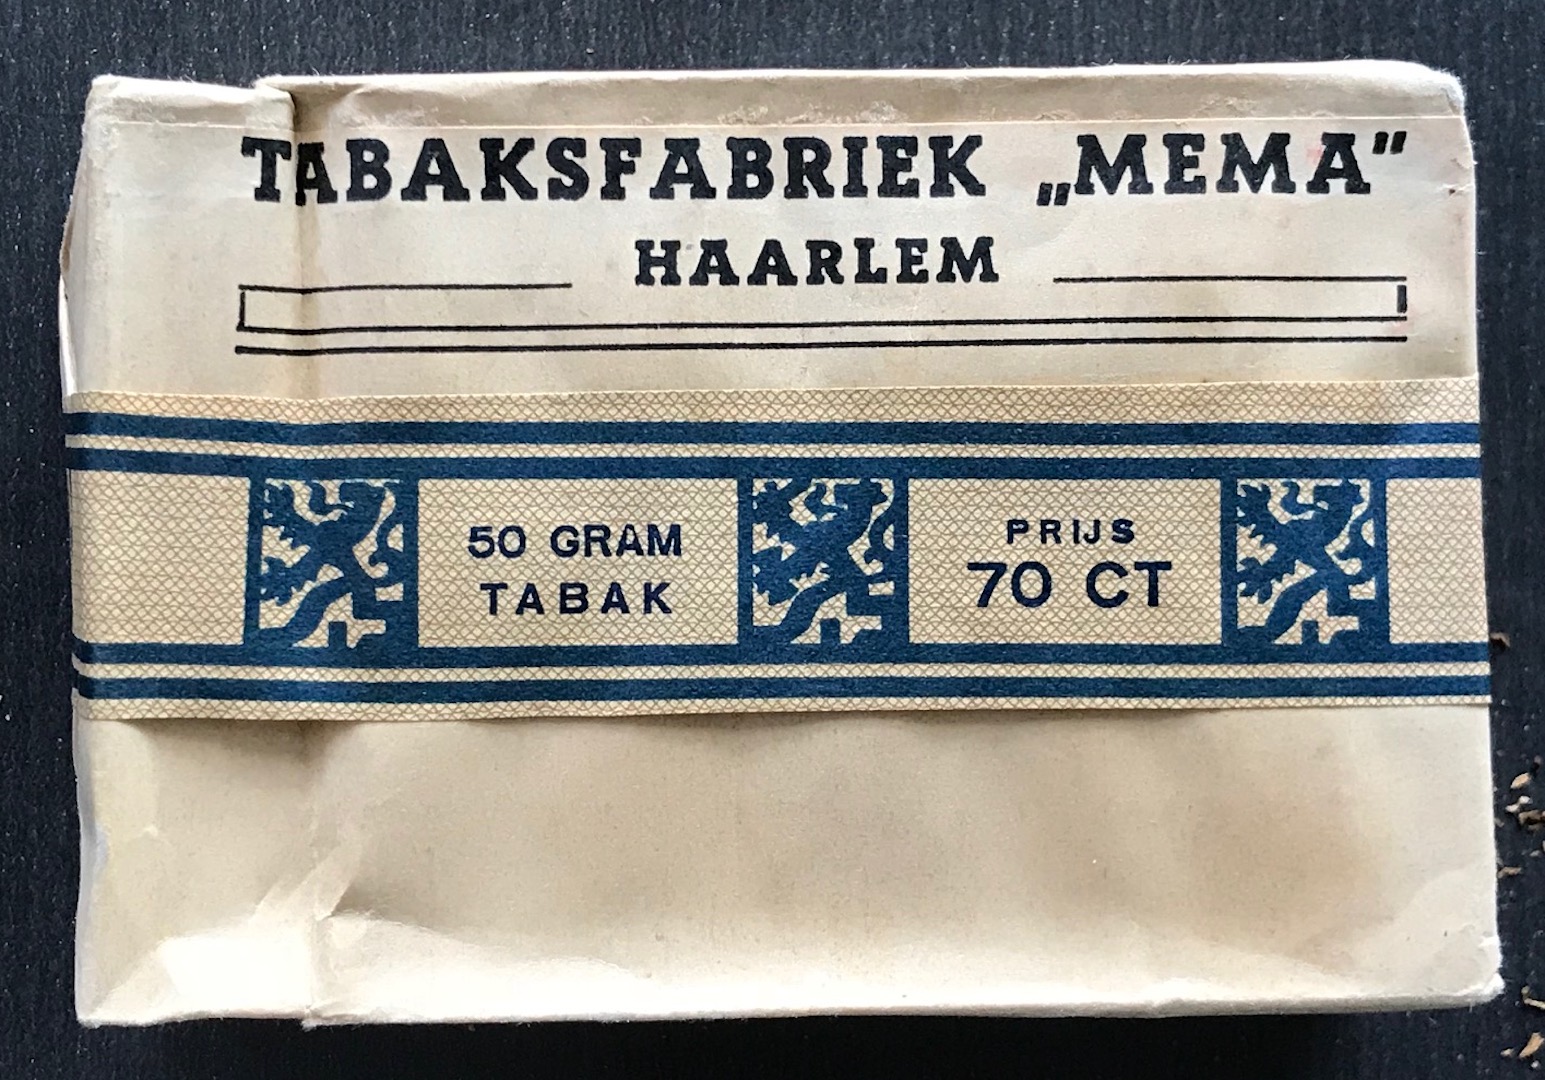 TABAKSFABRIEK „MEMA“
HAARLEM
50 GRAM
TABAK
PRIJS
70 CT